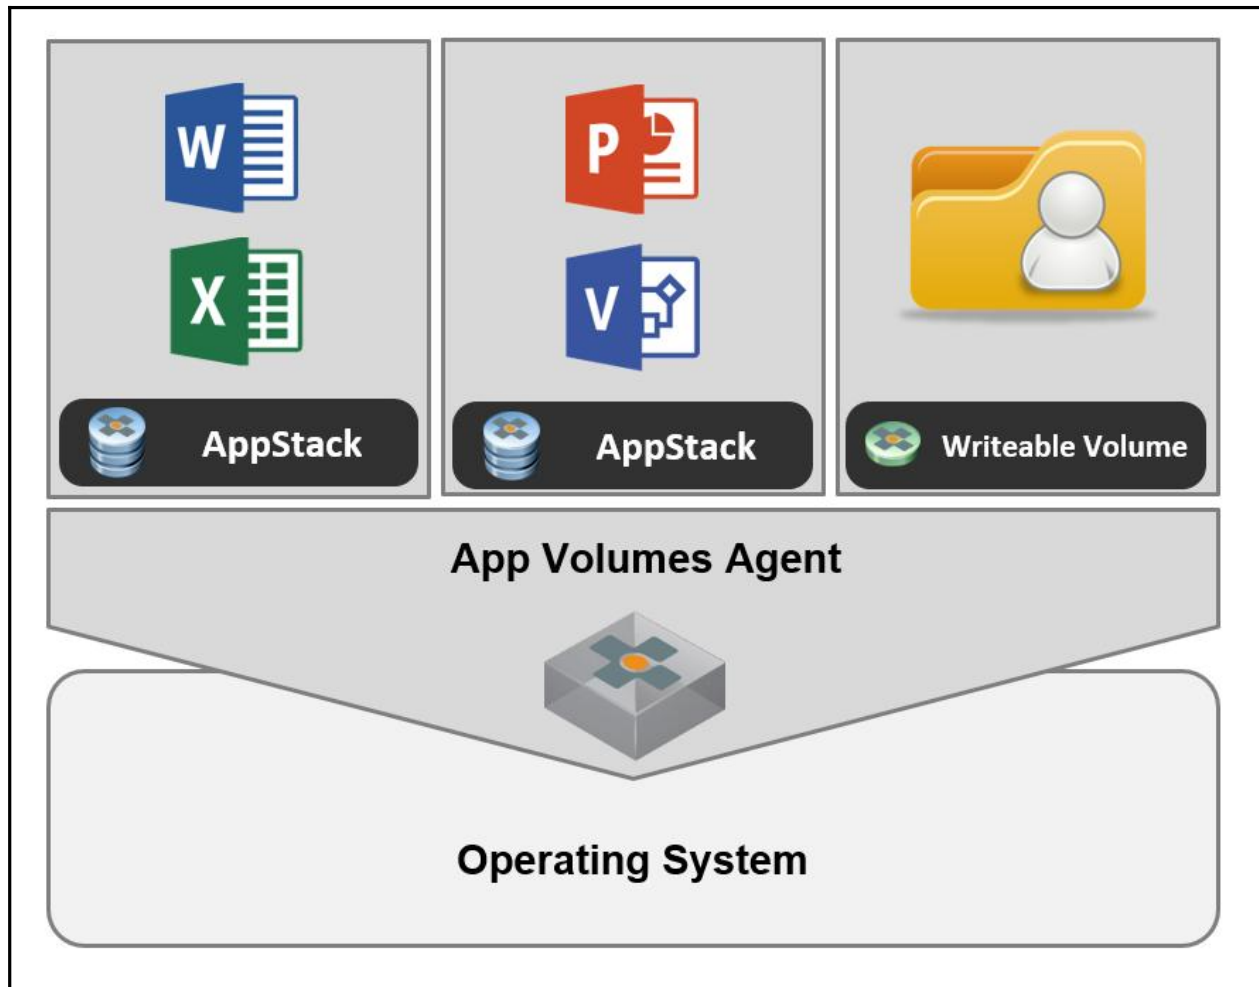 W
P
X
V
AppStack
AppStack
Writeable Volume
App Volumes Agent
Operating System